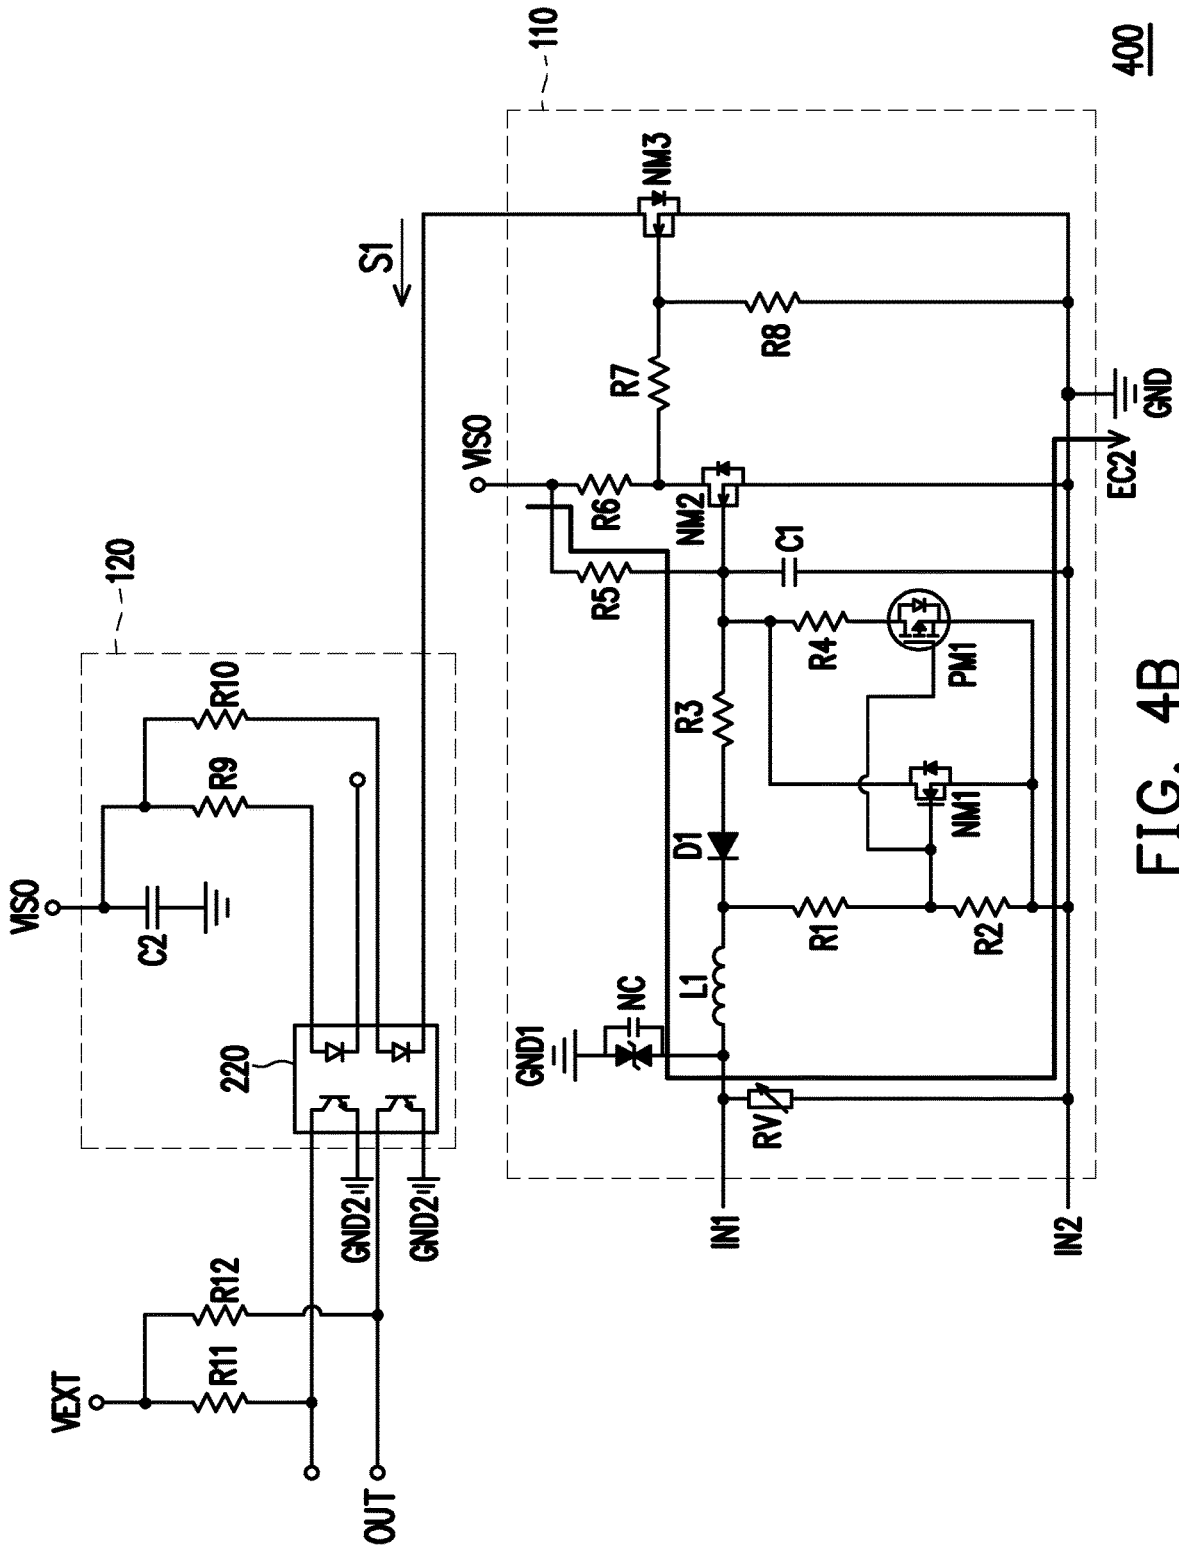 VEXT
R11
R12
OUT
VISO
C2
R9
R10
120
220
GND2
GND2
S1
110
VISO
GND1
NC
L1
D1
R3
R5
R6
R7
NM3
NM2
R8
C1
R4
PM1
NM1
R1
R2
RV
IN1
IN2
EC2
GND
400
FIG. 4B